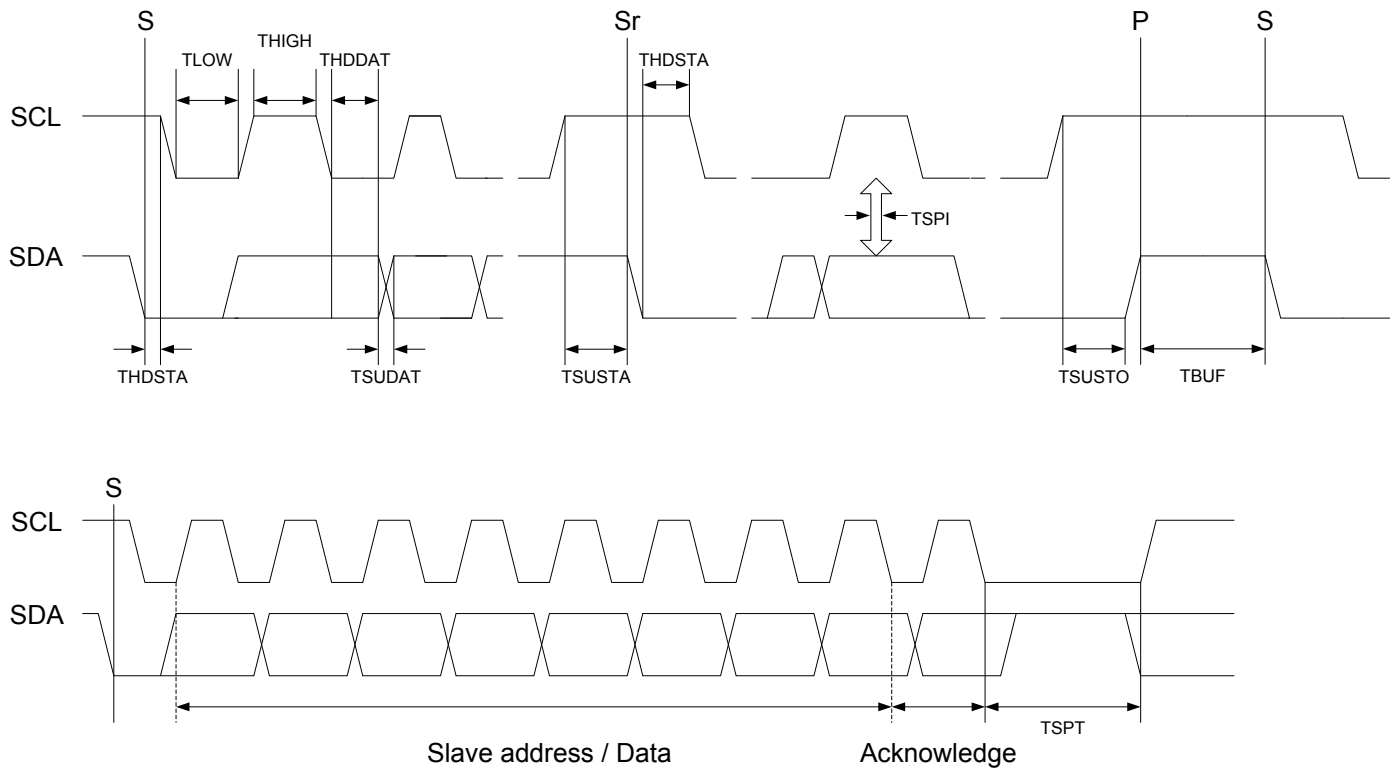 S Sr P S
TLOW THIGH THDDAT THDSTA
SCL
TSPI
SDA
THDSTA TSUDAT TSUSTA TSUSTO TBUF
S
SCL
SDA
TSPT
Slave address / Data Acknowledge